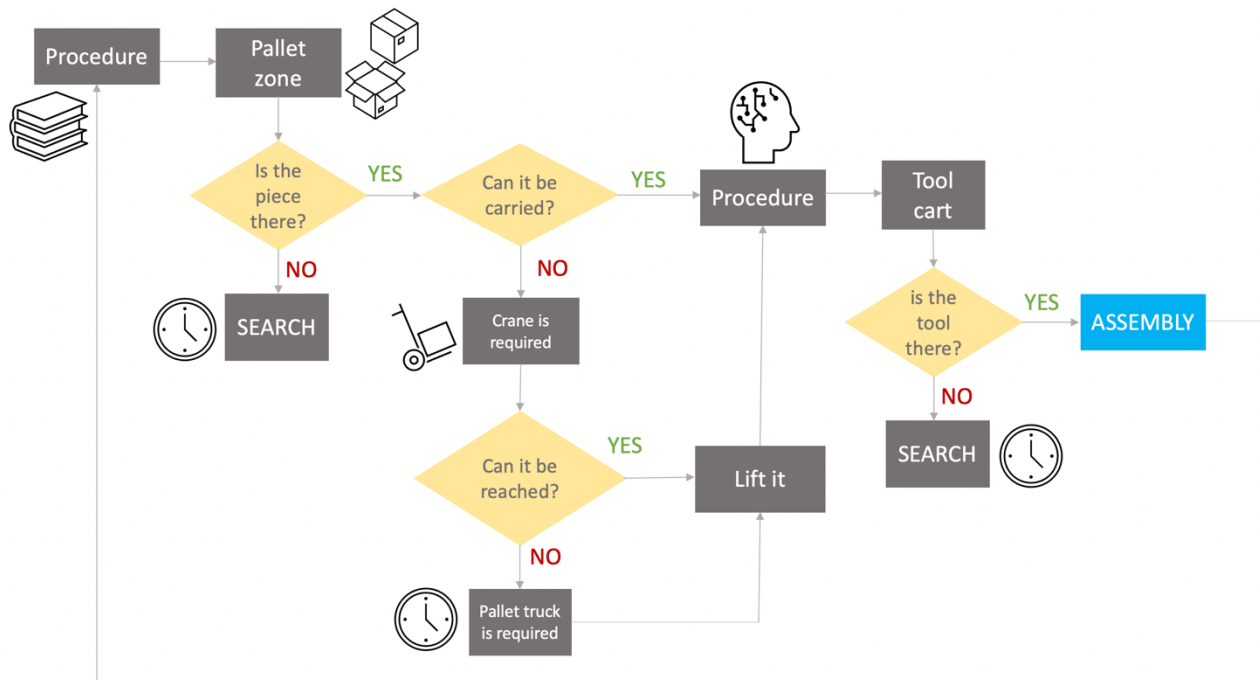 Procedure
Pallet
zone
Is the
piece
there?
YES
NO
SEARCH
Can it be
carried?
YES
NO
Crane is
required
Can it be
reached?
YES
NO
Pallet truck
is required
Lift it
Procedure
Tool
cart
is the
tool
there?
YES
NO
SEARCH
ASSEMBLY